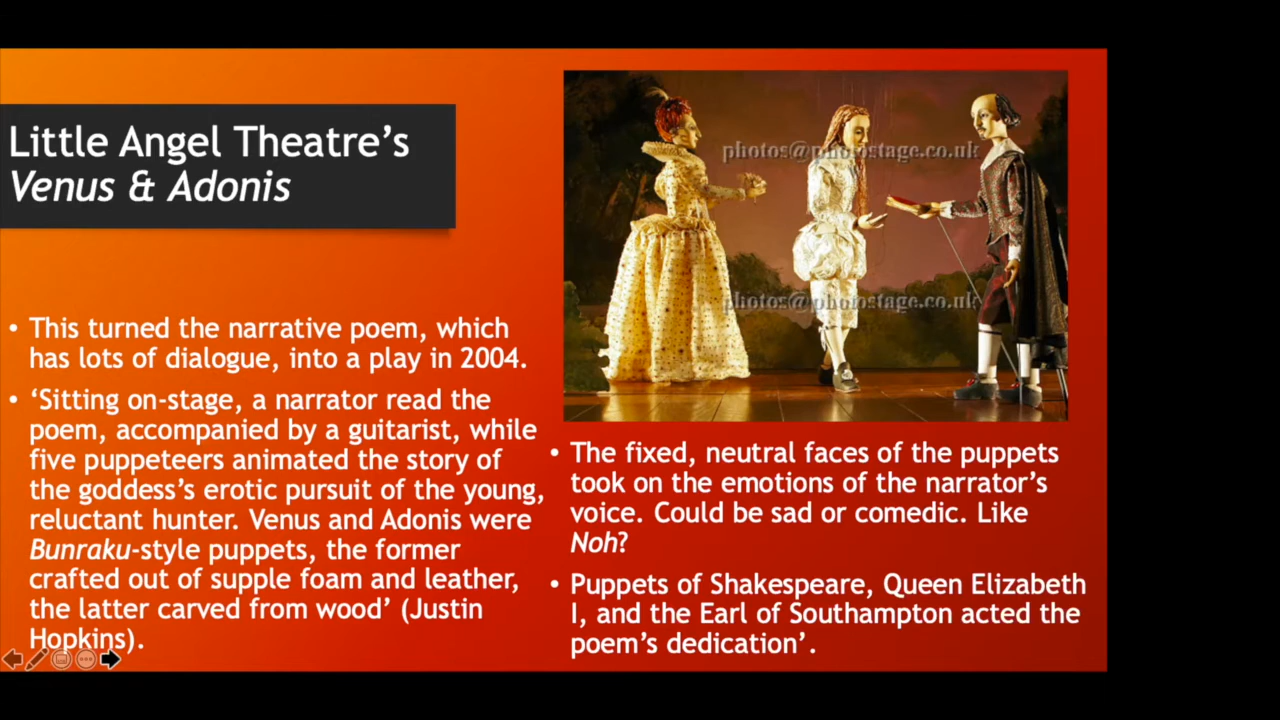 Little Angel Theatre’s
Venus & Adonis
• This turned the narrative poem, which
has lots of dialogue, into a play in 2004.
• ‘Sitting on-stage, a narrator read the
poem, accompanied by a guitarist, while
five puppeteers animated the story of
the goddess’s erotic pursuit of the young,
reluctant hunter. Venus and Adonis were
Bunraku-style puppets, the former
crafted out of supple foam and leather,
the latter carved from wood’ (Justin
Hopkins).
photos@photostage.co.uk
photos@photostage.co.uk
• The fixed, neutral faces of the puppets
took on the emotions of the narrator’s
voice. Could be sad or comedic. Like
Noh?
• Puppets of Shakespeare, Queen Elizabeth
I, and the Earl of Southampton acted the
poem’s dedication’.